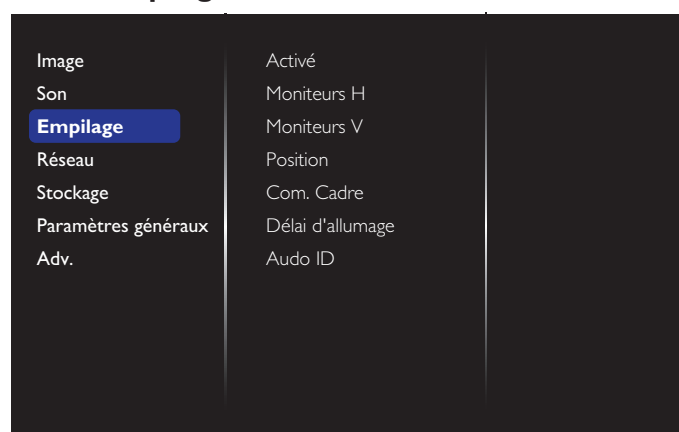 Image
Son
Empilage
Réseau
Stockage
Paramètres généraux
Adv.
Activé
Moniteurs H
Moniteurs V
Position
Com. Cadre
Délai d'allumage
Audo ID